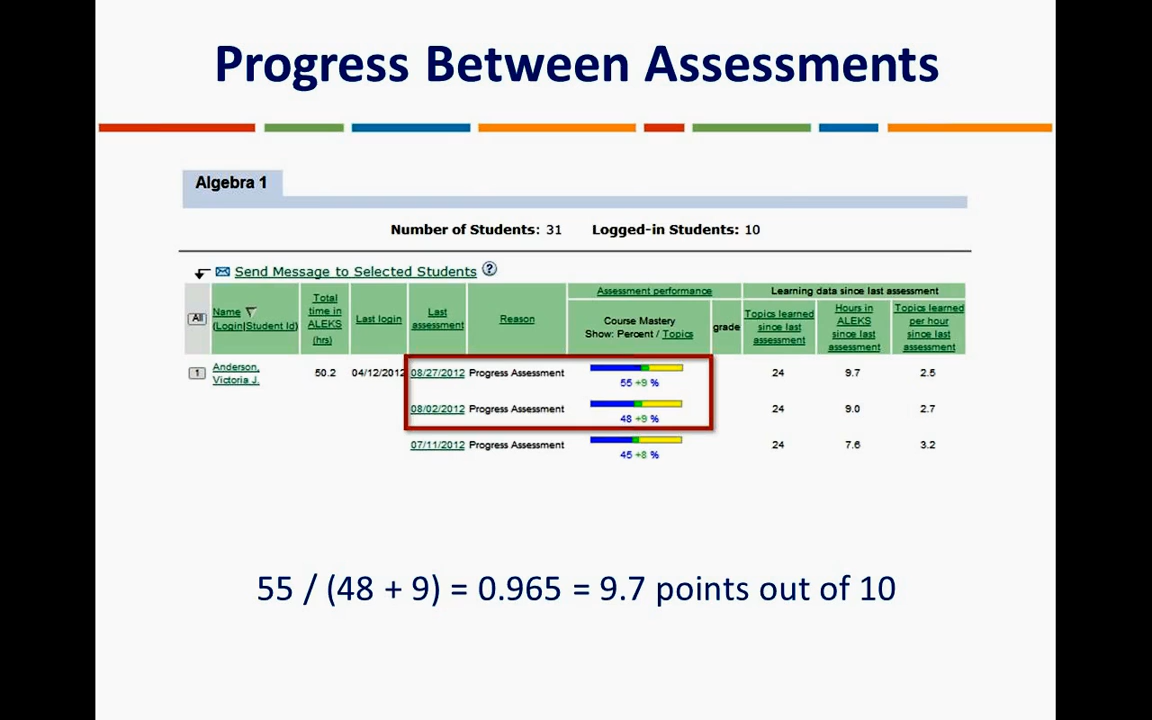 Progress Between Assessments
Algebra 1
Number of Students: 31 Logged-in Students: 10
Send Message to Selected Students ?
All
Name
(Login|Student Id)
Total
time in
ALEKS
(hrs)
Last login
Last
assessment
Reason
Assessment performance
Course Mastery
Show: Percent / Topics
grade
Learning data since last assessment
Topics learned
since last
assessment
Hours in
ALEKS
since last
assessment
Topics learned
per hour
since last
assessment
1 Anderson,
Victoria J.
50.2 04/12/2012 08/27/2012 Progress Assessment 24 9.7 2.5
55 +9 %
08/02/2012 Progress Assessment 24 9.0 2.7
48 +9 %
07/11/2012 Progress Assessment 24 7.6 3.2
45 +8 %
55 / (48 + 9) = 0.965 = 9.7 points out of 10